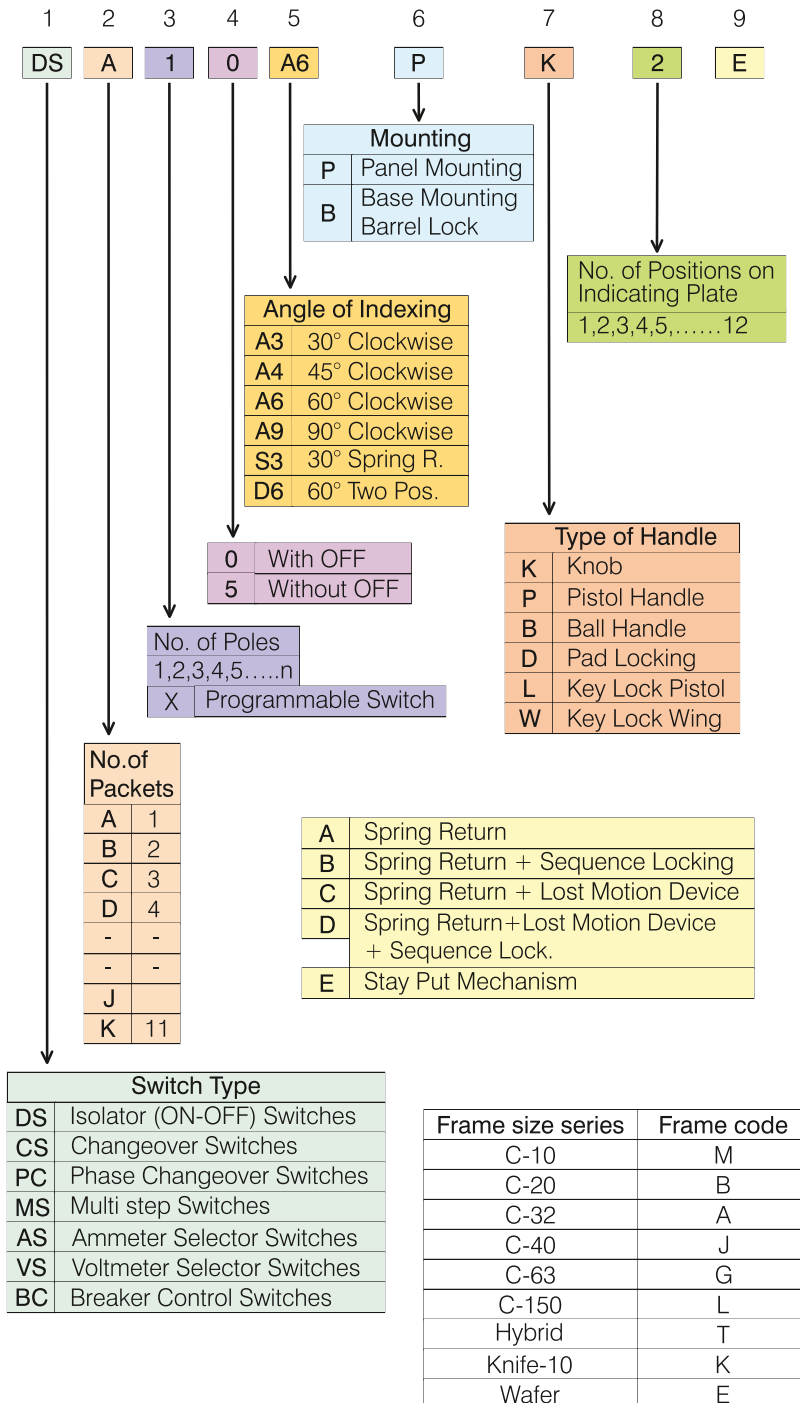 1 2 3 4 5 6 7 8 9
DS A 1 0 A6 P K 2 E
Mounting
P Panel Mounting
B Base Mounting
Barrel Lock
No. of Positions on
Indicating Plate
1,2,3,4,5,......12
Angle of Indexing
A3 30° Clockwise
A4 45° Clockwise
A6 60° Clockwise
A9 90° Clockwise
S3 30° Spring R.
D6 60° Two Pos.
Type of Handle
K Knob
P Pistol Handle
B Ball Handle
D Pad Locking
L Key Lock Pistol
W Key Lock Wing
0 With OFF
5 Without OFF
No. of Poles
1,2,3,4,5.....n
X Programmable Switch
No.of
Packets
A 1
B 2
C 3
D 4
- -
- -
J
K 11
A Spring Return
B Spring Return + Sequence Locking
C Spring Return + Lost Motion Device
D Spring Return+Lost Motion Device
+ Sequence Lock.
E Stay Put Mechanism
Switch Type
DS Isolator (ON-OFF) Switches
CS Changeover Switches
PC Phase Changeover Switches
MS Multi step Switches
AS Ammeter Selector Switches
VS Voltmeter Selector Switches
BC Breaker Control Switches
Frame size series Frame code
C-10 M
C-20 B
C-32 A
C-40 J
C-63 G
C-150 L
Hybrid T
Knife-10 K
Wafer E